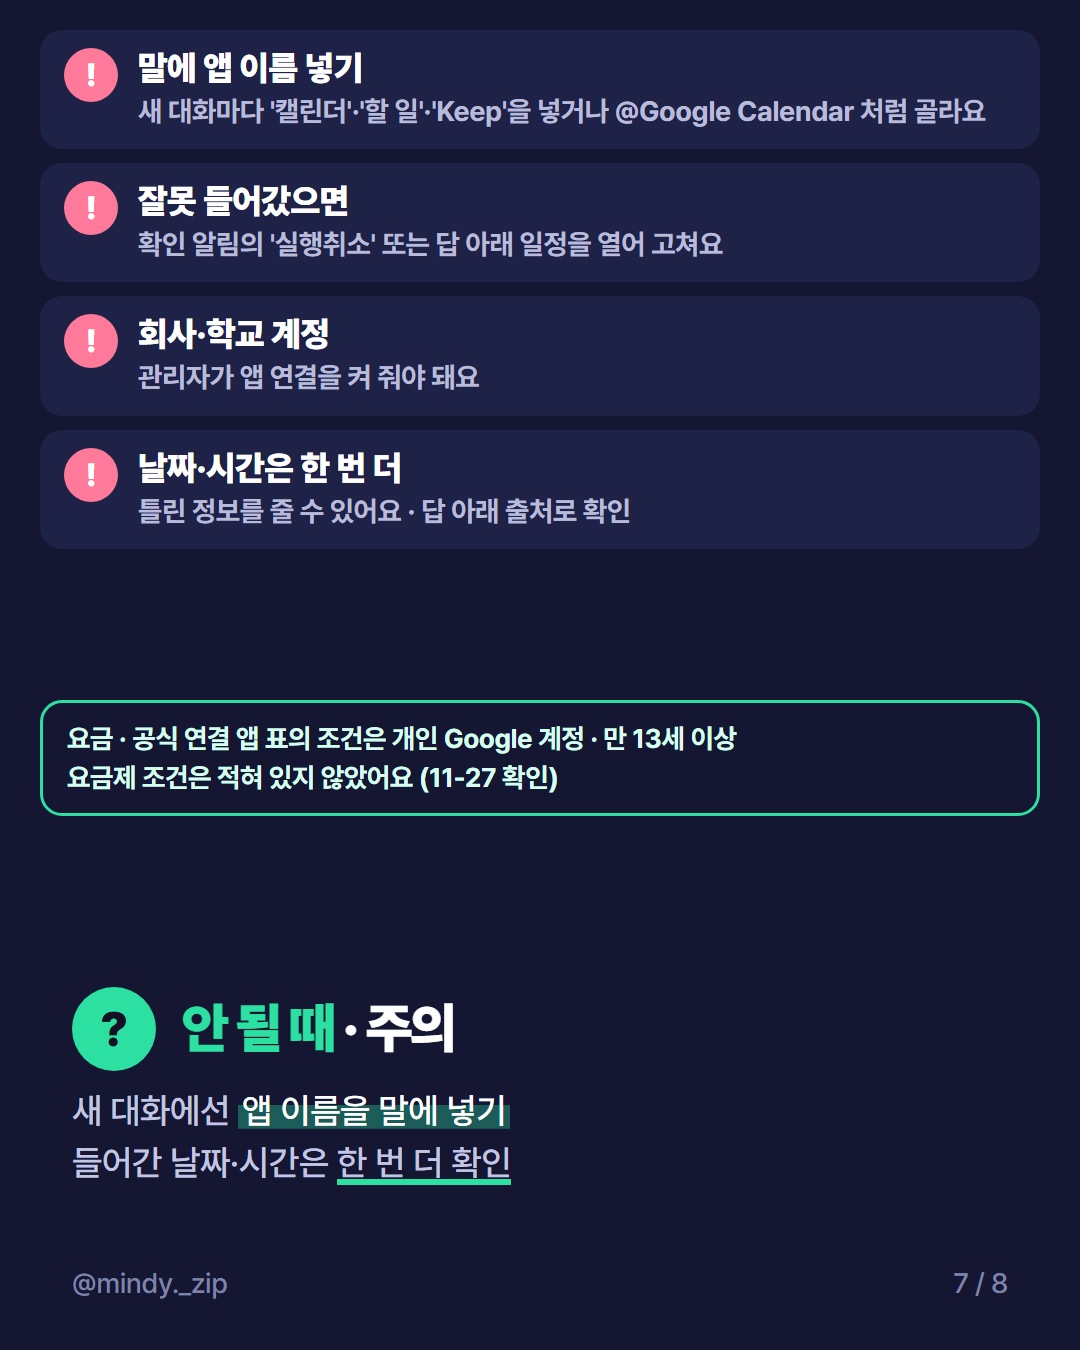 !
말에 앱 이름 넣기
새 대화마다 '캘린더'·'할 일'·'Keep'을 넣거나 @Google Calendar 처럼 골라요
!
잘못 들어갔으면
확인 알림의 '실행취소' 또는 답 아래 일정을 열어 고쳐요
!
회사·학교 계정
관리자가 앱 연결을 켜 줘야 돼요
!
날짜·시간은 한 번 더
틀린 정보를 줄 수 있어요 · 답 아래 출처로 확인
요금 · 공식 연결 앱 표의 조건은 개인 Google 계정 · 만 13세 이상
요금제 조건은 적혀 있지 않았어요 (11-27 확인)
?
안 될 때 · 주의
새 대화에선 앱 이름을 말에 넣기
들어간 날짜·시간은 한 번 더 확인
@mindy._zip
7 / 8